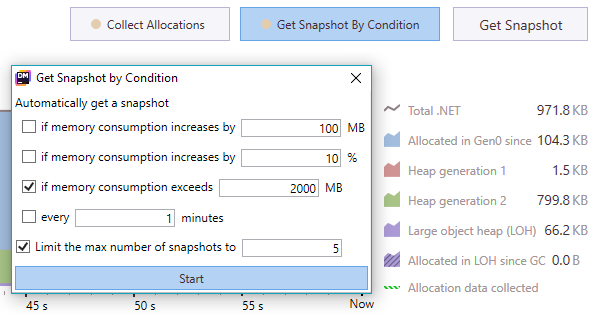 Collect Allocations
Get Snapshot By Condition
Get Snapshot
DM
Get Snapshot by Condition
Automatically get a snapshot
if memory consumption increases by 100 MB
if memory consumption increases by 10 %
if memory consumption exceeds 2000 MB
every 1 minutes
Limit the max number of snapshots to 5
Start
Total .NET 971.8 KB
Allocated in Gen0 since 104.3 KB
Heap generation 1 1.5 KB
Heap generation 2 799.8 KB
Large object heap (LOH) 66.2 KB
Allocated in LOH since GC 0.0 B
Allocation data collected
45 s 50 s 55 s Now